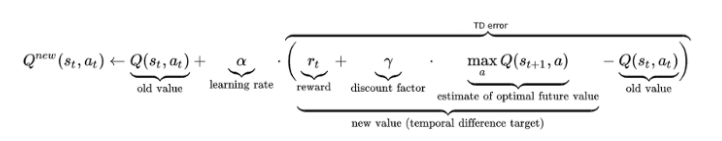 TD error
Q^{new}(s_t, a_t) ← Q(s_t, a_t) + α · ( r_t + γ · max_a Q(s_{t+1}, a) − Q(s_t, a_t) )
old value learning rate reward discount factor estimate of optimal future value old value
new value (temporal difference target)